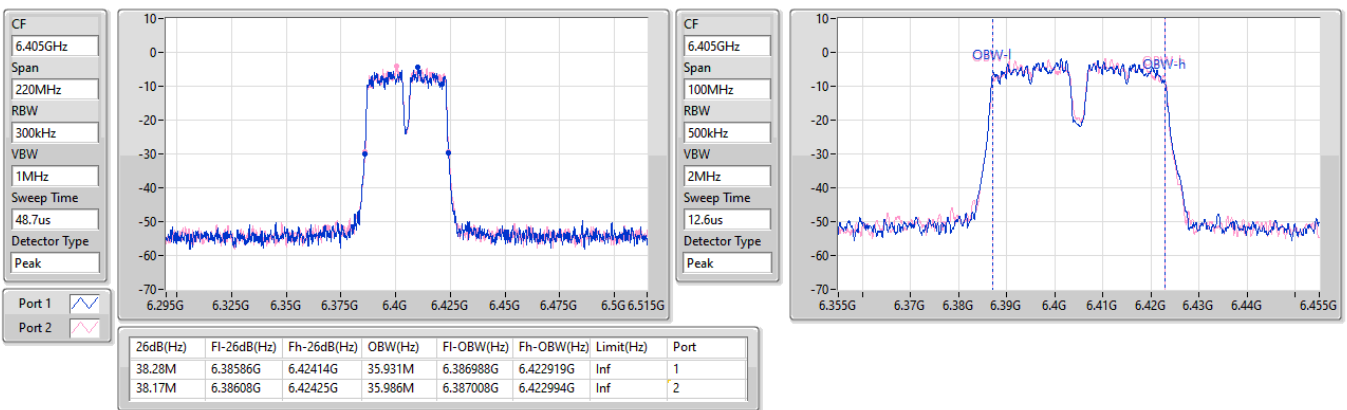 CF
6.405GHz
Span
220MHz
RBW
300kHz
VBW
1MHz
Sweep Time
48.7us
Detector Type
Peak
Port 1
Port 2
10
0
-10
-20
-30
-40
-50
-60
-70
6.295G 6.325G 6.35G 6.375G 6.4G 6.425G 6.45G 6.475G 6.5G 6.515G
CF
6.405GHz
Span
100MHz
RBW
500kHz
VBW
2MHz
Sweep Time
12.6us
Detector Type
Peak
10
0
-10
-20
-30
-40
-50
-60
-70
OBW-l
OBW-h
6.355G 6.37G 6.38G 6.39G 6.4G 6.41G 6.42G 6.43G 6.44G 6.455G
26dB(Hz) Fl-26dB(Hz) Fh-26dB(Hz) OBW(Hz) Fl-OBW(Hz) Fh-OBW(Hz) Limit(Hz) Port
38.28M 6.38586G 6.42414G 35.931M 6.386988G 6.422919G Inf 1
38.17M 6.38608G 6.42425G 35.986M 6.387008G 6.422994G Inf 2